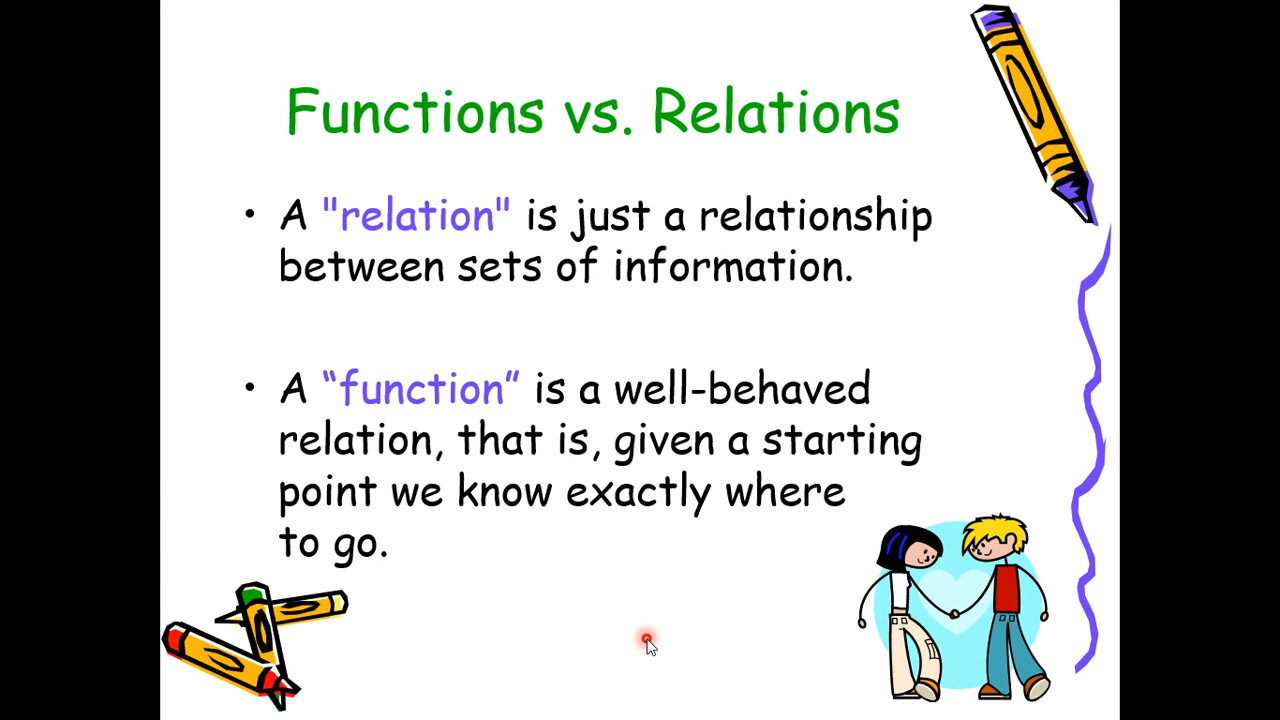 Functions vs. Relations
• A "relation" is just a relationship
between sets of information.
• A “function” is a well-behaved
relation, that is, given a starting
point we know exactly where
to go.